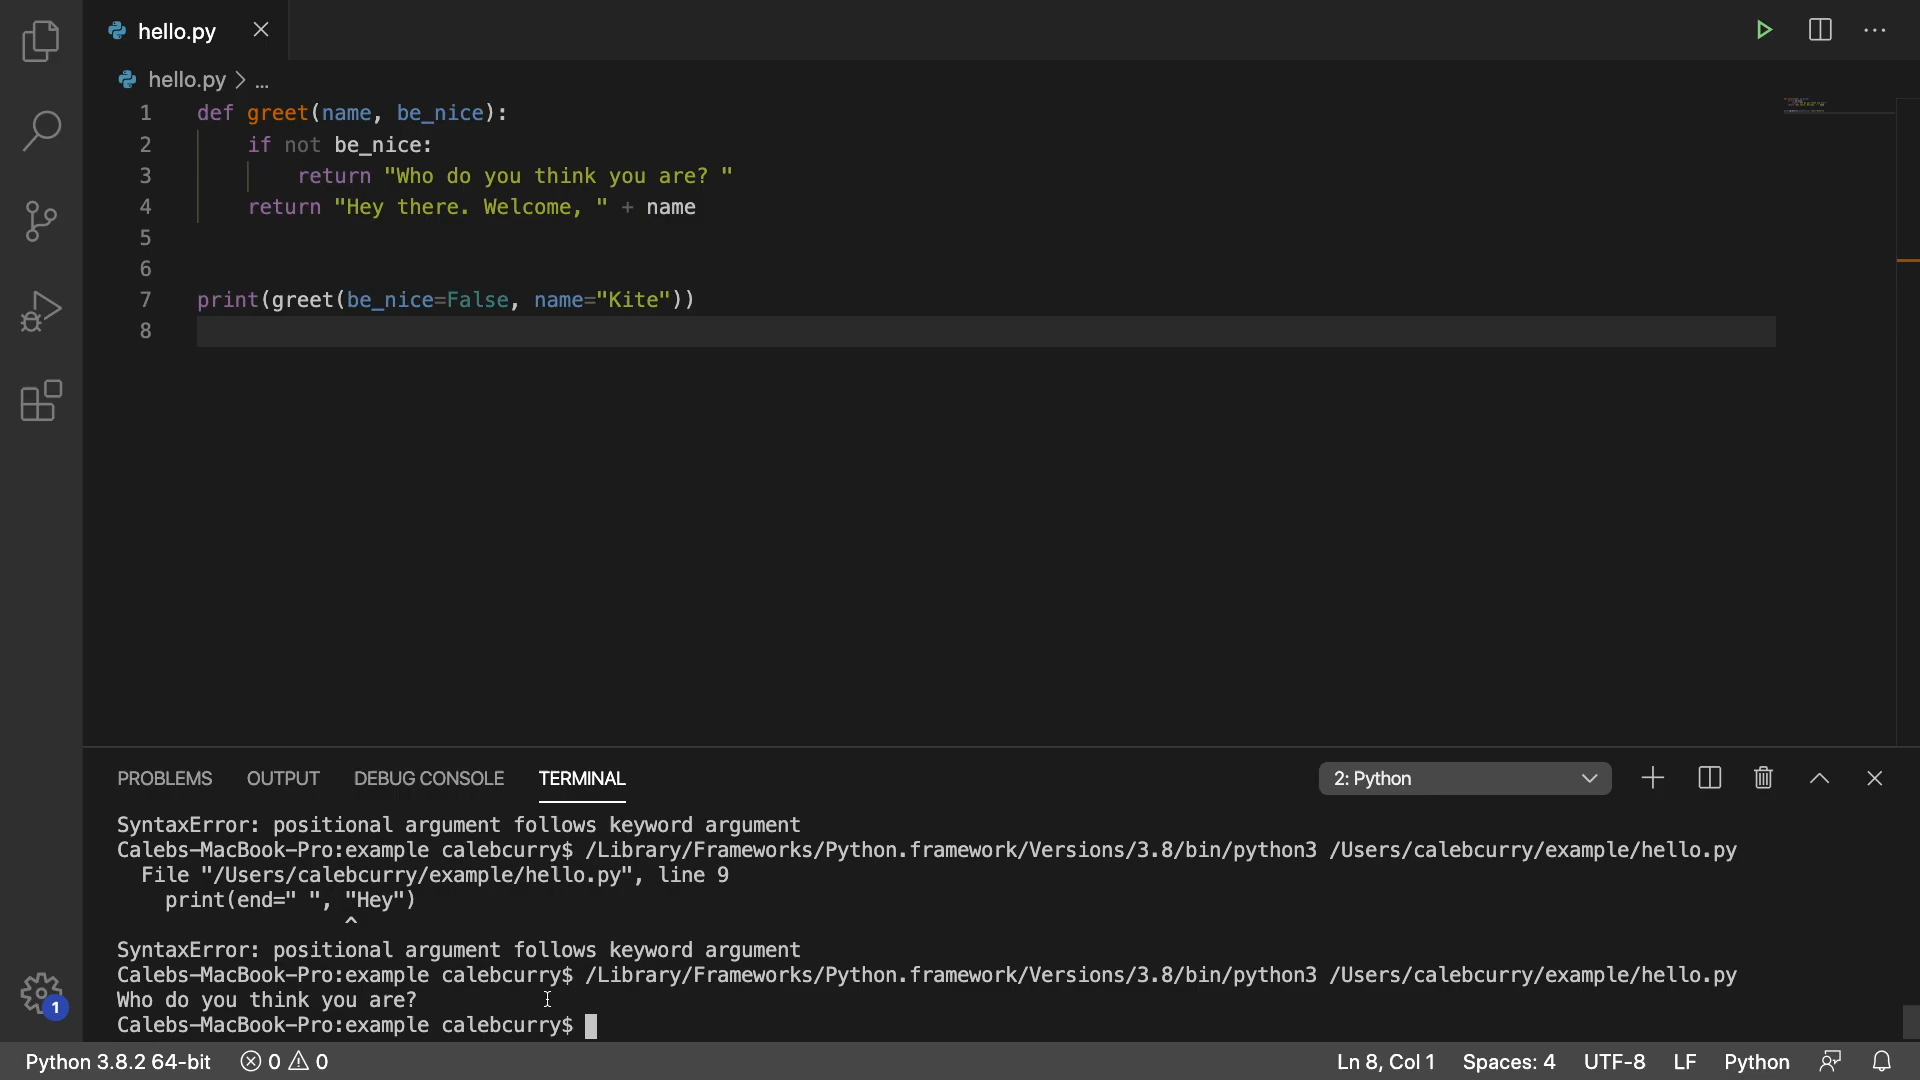 hello.py
hello.py > ...
1 def greet(name, be_nice):
2 if not be_nice:
3 return "Who do you think you are? "
4 return "Hey there. Welcome, " + name
5
6
7 print(greet(be_nice=False, name="Kite"))
8
PROBLEMS OUTPUT DEBUG CONSOLE TERMINAL 2: Python
SyntaxError: positional argument follows keyword argument
Calebs-MacBook-Pro:example calebcurry$ /Library/Frameworks/Python.framework/Versions/3.8/bin/python3 /Users/calebcurry/example/hello.py
File "/Users/calebcurry/example/hello.py", line 9
print(end=" ", "Hey")
^
SyntaxError: positional argument follows keyword argument
Calebs-MacBook-Pro:example calebcurry$ /Library/Frameworks/Python.framework/Versions/3.8/bin/python3 /Users/calebcurry/example/hello.py
Who do you think you are?
Calebs-MacBook-Pro:example calebcurry$
1
Python 3.8.2 64-bit 0 0 Ln 8, Col 1 Spaces: 4 UTF-8 LF Python